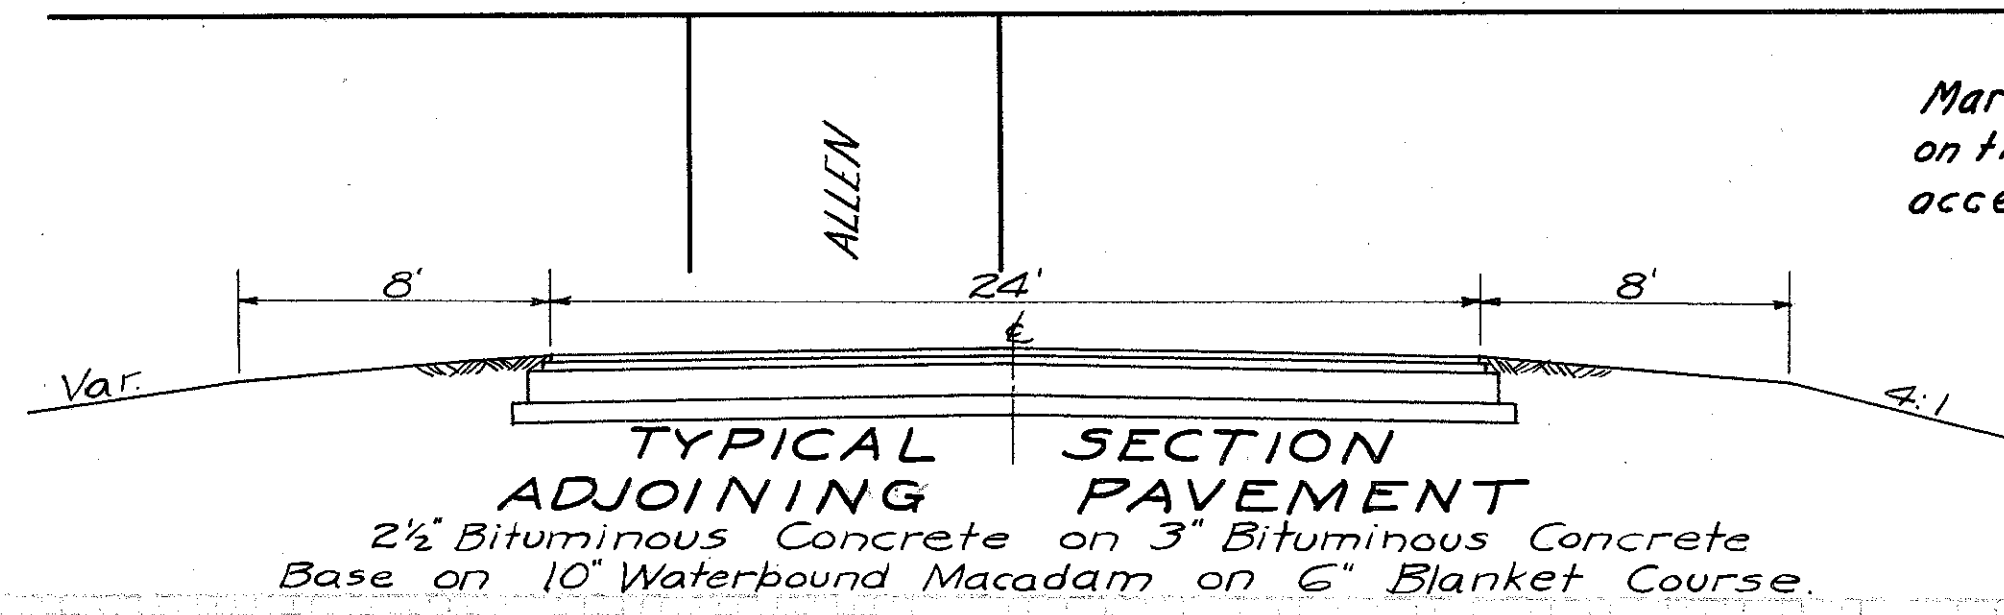 ALLEN
on
8' 24' 8'
℄
Var.
4:1
TYPICAL SECTION
ADJOINING PAVEMENT
2½" Bituminous Concrete on 3" Bituminous Concrete
Base on 10" Waterbound Macadam on 6" Blanket Course.